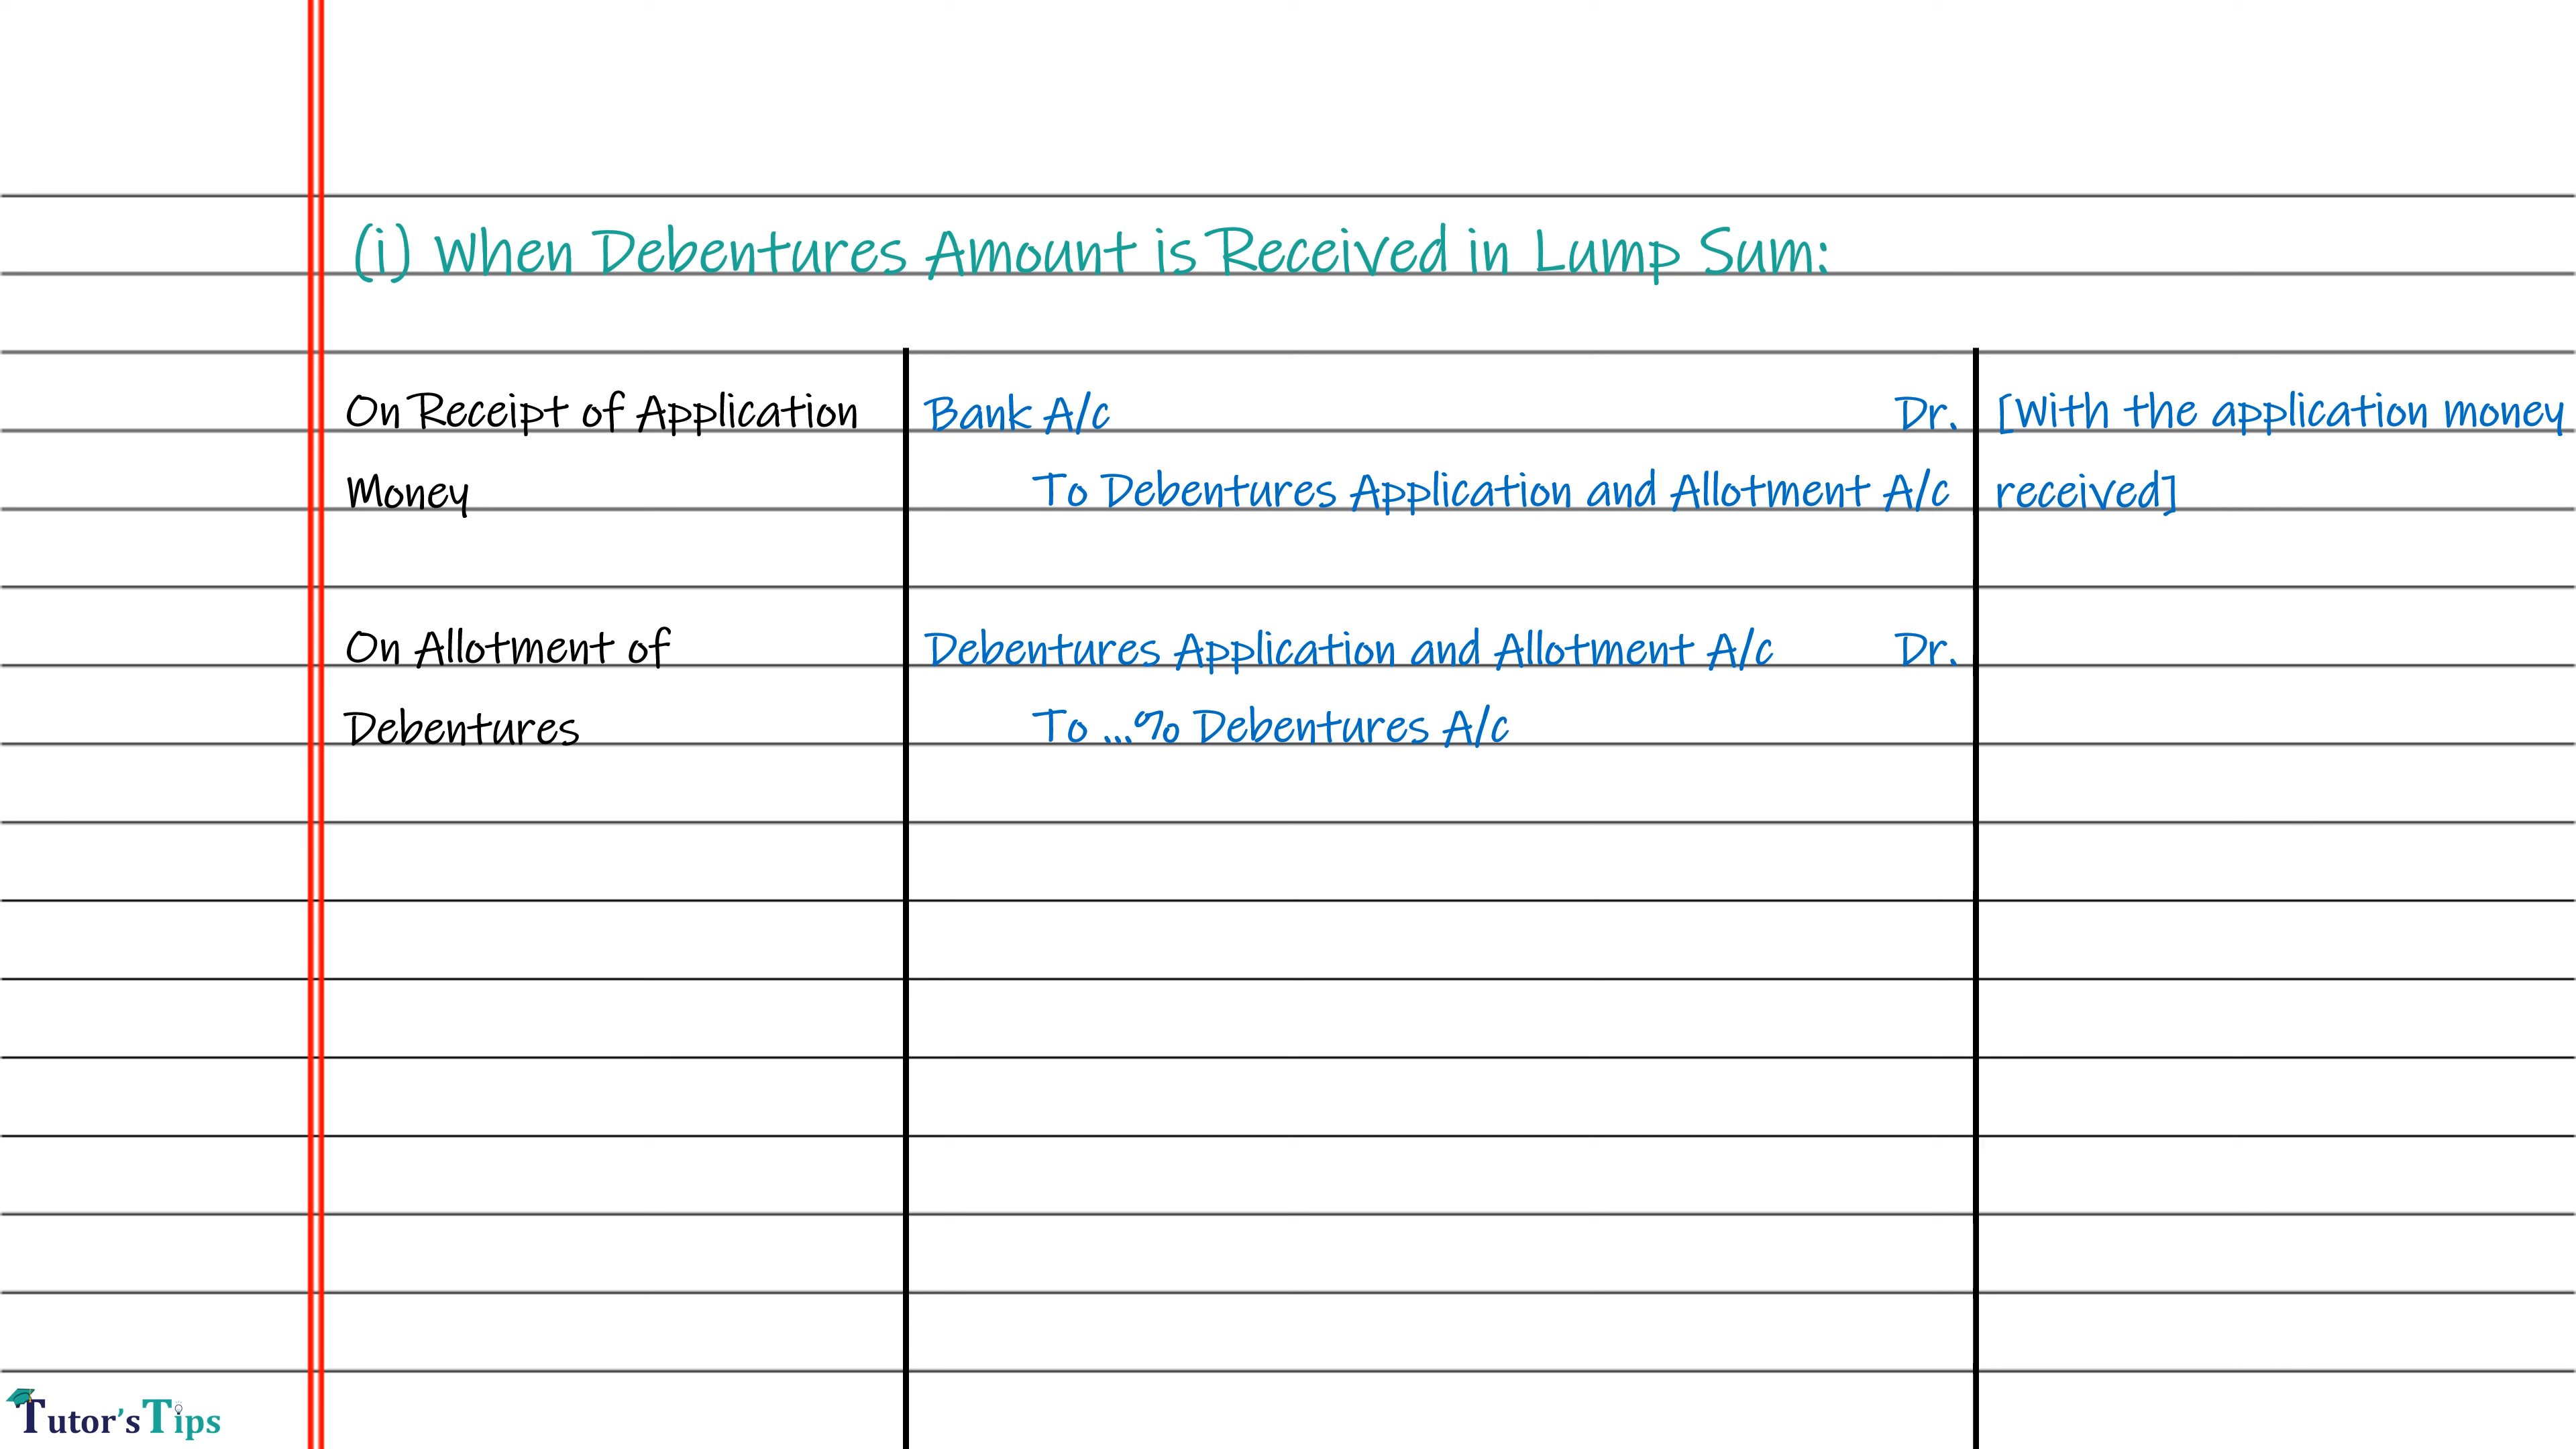 (i) When Debentures Amount is Received in Lump Sum:
On Receipt of Application Bank A/c Dr. [With the application money
Money To Debentures Application and Allotment A/c received]
On Allotment of Debentures Application and Allotment A/c Dr.
Debentures To ...% Debentures A/c
Tutor's Tips